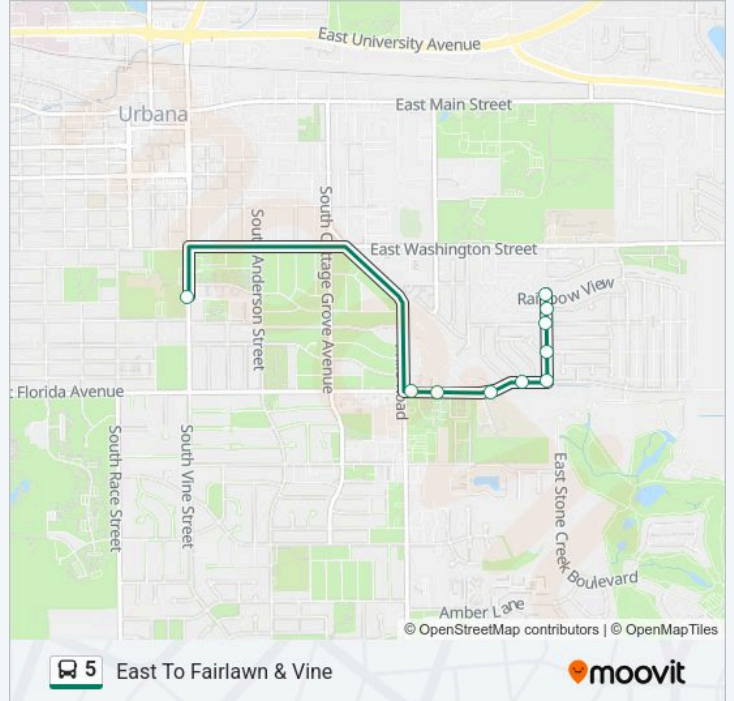 East University Avenue
East Main Street
Urbana
South Cottage Grove Avenue
South Anderson Street
East Washington Street
Rainbow View
Florida Avenue
South Race Street
South Vine Street
East Stone Creek Boulevard
Amber Lane
© OpenStreetMap contributors | © OpenMapTiles
5 East To Fairlawn & Vine
moovit